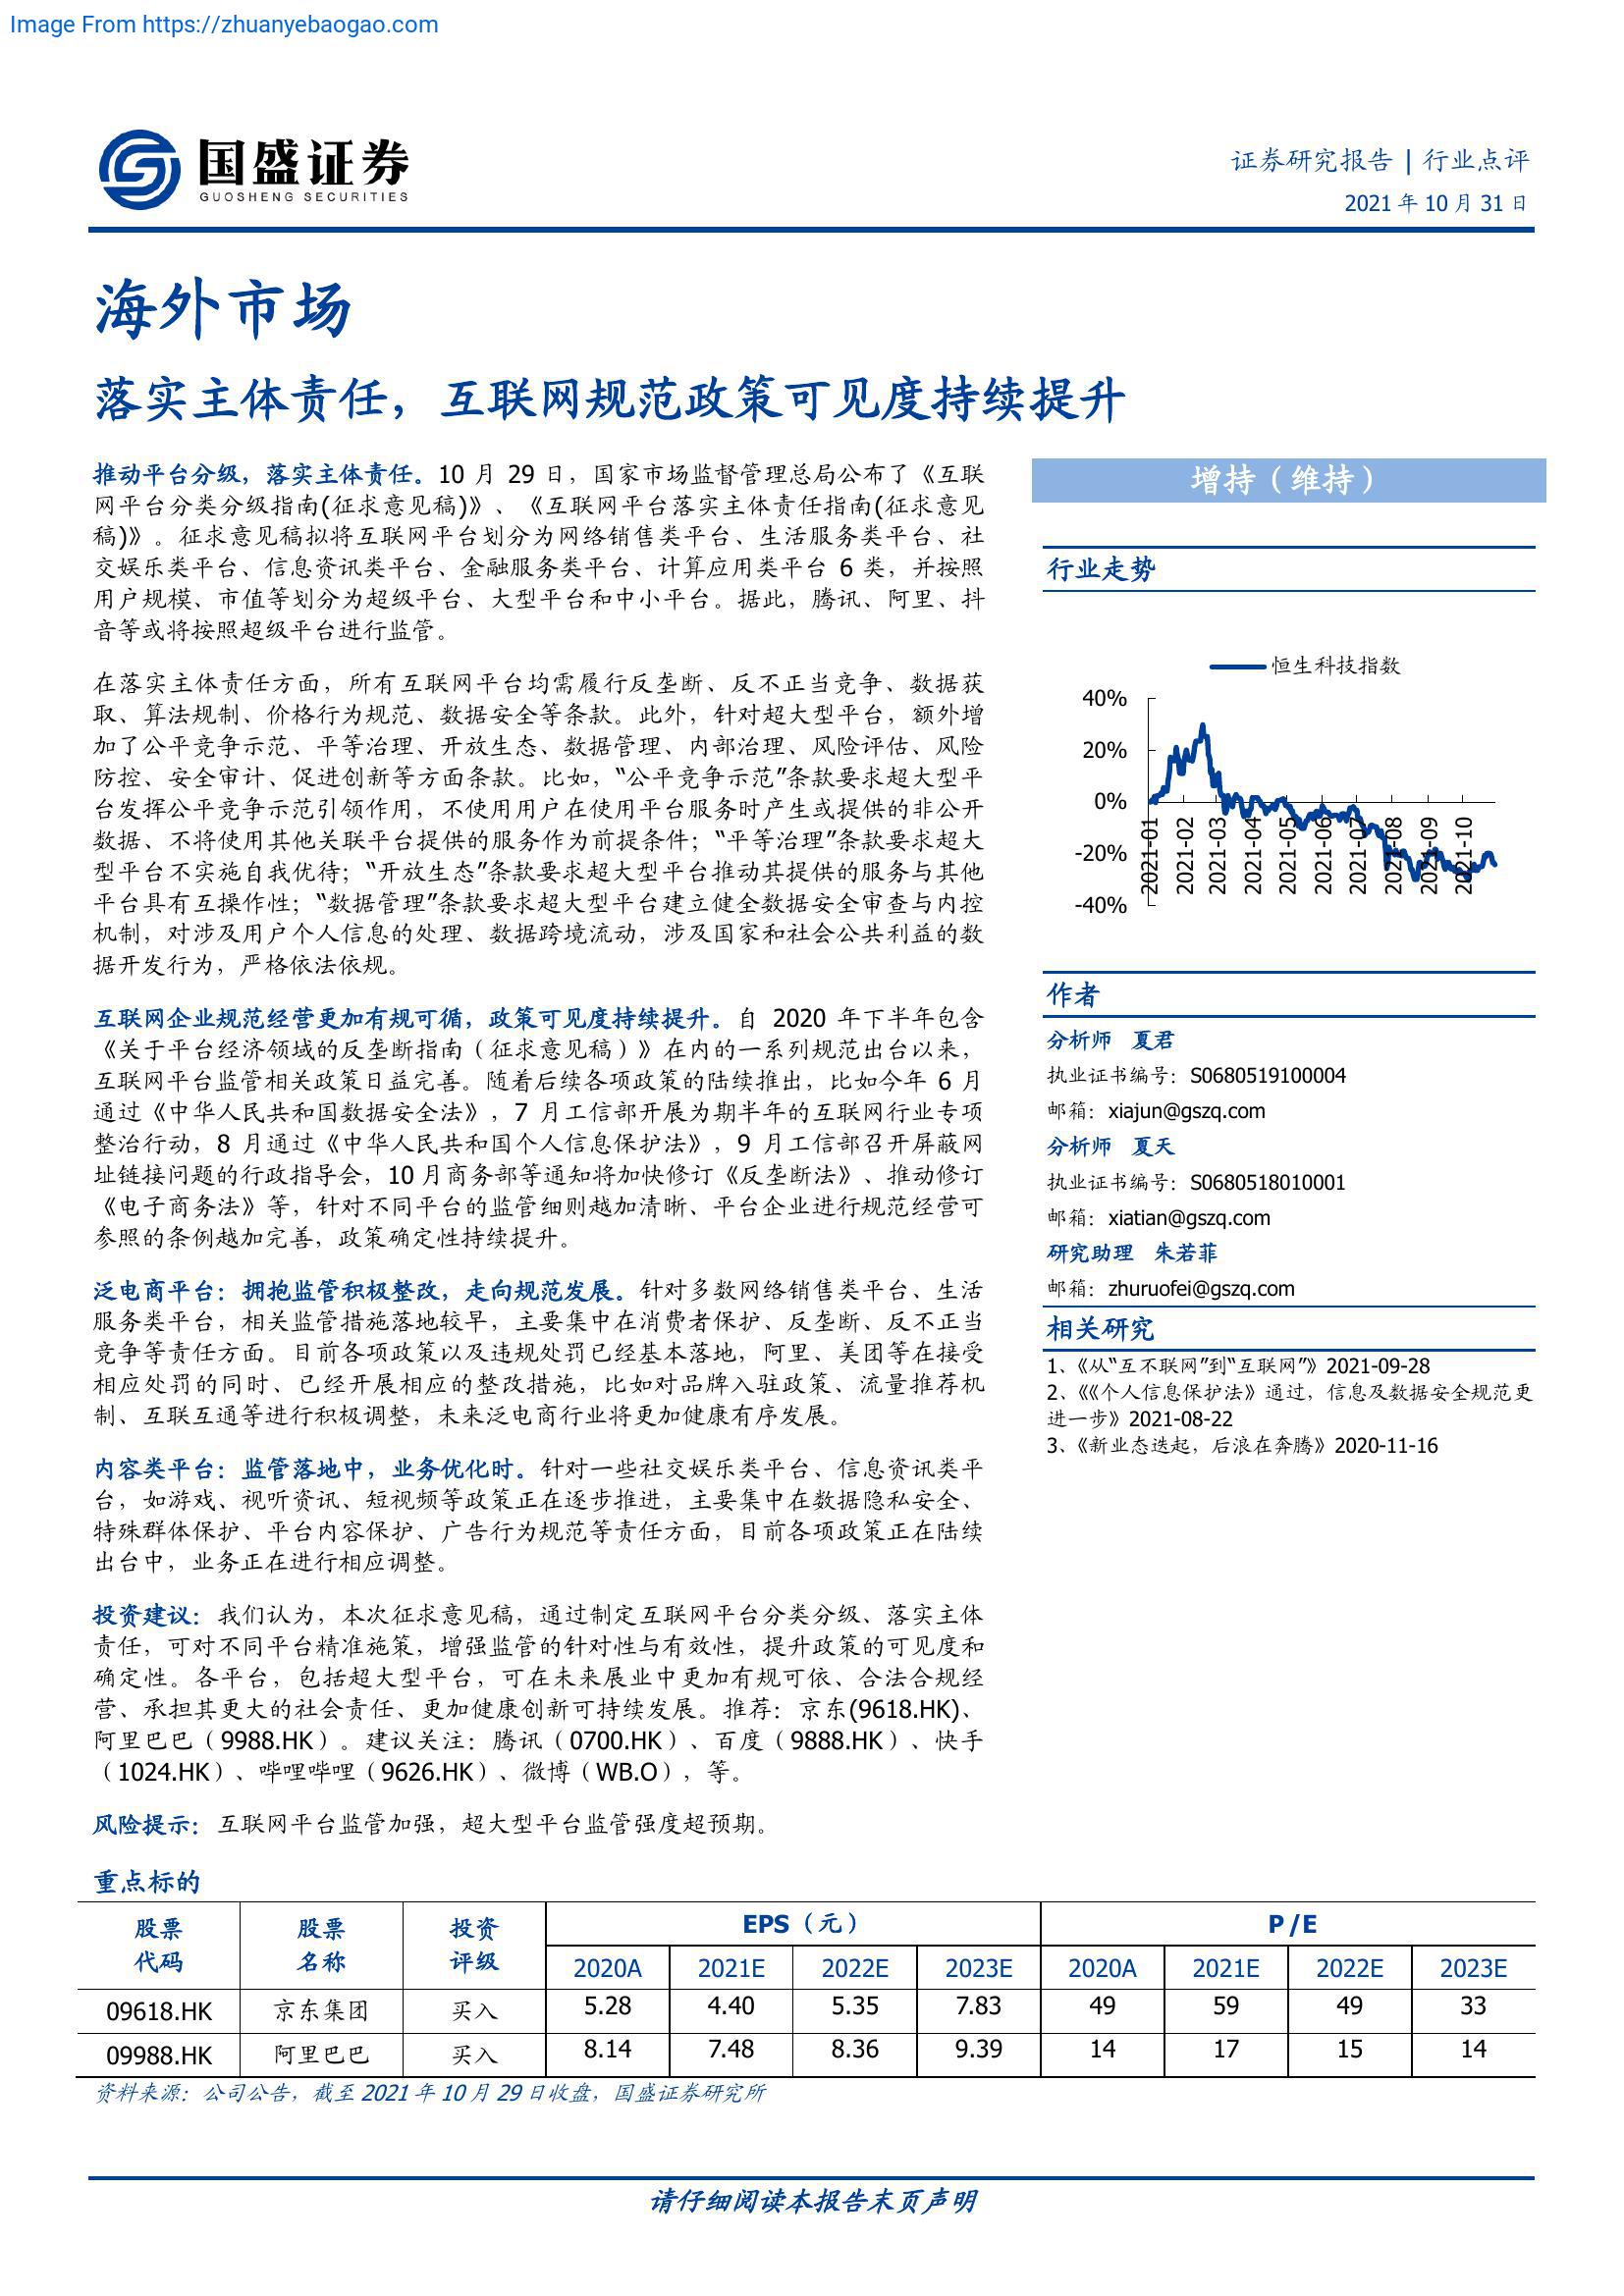 Image From https://zhuanyebaogao.com
国盛证券
GUOSHENG SECURITIES
证券研究报告 | 行业点评
2021 年 10 月 31 日
海外市场
落实主体责任，互联网规范政策可见度持续提升
推动平台分级，落实主体责任。10 月 29 日，国家市场监督管理总局公布了《互联
网平台分类分级指南(征求意见稿)》、《互联网平台落实主体责任指南(征求意见
稿)》。征求意见稿拟将互联网平台划分为网络销售类平台、生活服务类平台、社
交娱乐类平台、信息资讯类平台、金融服务类平台、计算应用类平台 6 类，并按照
用户规模、市值等划分为超级平台、大型平台和中小平台。据此，腾讯、阿里、抖
音等或将按照超级平台进行监管。
在落实主体责任方面，所有互联网平台均需履行反垄断、反不正当竞争、数据获
取、算法规制、价格行为规范、数据安全等条款。此外，针对超大型平台，额外增
加了公平竞争示范、平等治理、开放生态、数据管理、内部治理、风险评估、风险
防控、安全审计、促进创新等方面条款。比如，“公平竞争示范”条款要求超大型平
台发挥公平竞争示范引领作用，不使用用户在使用平台服务时产生或提供的非公开
数据、不将使用其他关联平台提供的服务作为前提条件；“平等治理”条款要求超大
型平台不实施自我优待；“开放生态”条款要求超大型平台推动其提供的服务与其他
平台具有互操作性；“数据管理”条款要求超大型平台建立健全数据安全审查与内控
机制，对涉及用户个人信息的处理、数据跨境流动，涉及国家和社会公共利益的数
据开发行为，严格依法依规。
互联网企业规范经营更加有规可循，政策可见度持续提升。自 2020 年下半年包含
《关于平台经济领域的反垄断指南（征求意见稿）》在内的一系列规范出台以来，
互联网平台监管相关政策日益完善。随着后续各项政策的陆续推出，比如今年 6 月
通过《中华人民共和国数据安全法》，7 月工信部开展为期半年的互联网行业专项
整治行动，8 月通过《中华人民共和国个人信息保护法》，9 月工信部召开屏蔽网
址链接问题的行政指导会，10 月商务部等通知将加快修订《反垄断法》、推动修订
《电子商务法》等，针对不同平台的监管细则越加清晰、平台企业进行规范经营可
参照的条例越加完善，政策确定性持续提升。
泛电商平台：拥抱监管积极整改，走向规范发展。针对多数网络销售类平台、生活
服务类平台，相关监管措施落地较早，主要集中在消费者保护、反垄断、反不正当
竞争等责任方面。目前各项政策以及违规处罚已经基本落地，阿里、美团等在接受
相应处罚的同时、已经开展相应的整改措施，比如对品牌入驻政策、流量推荐机
制、互联互通等进行积极调整，未来泛电商行业将更加健康有序发展。
内容类平台：监管落地中，业务优化时。针对一些社交娱乐类平台、信息资讯类平
台，如游戏、视听资讯、短视频等政策正在逐步推进，主要集中在数据隐私安全、
特殊群体保护、平台内容保护、广告行为规范等责任方面，目前各项政策正在陆续
出台中，业务正在进行相应调整。
投资建议：我们认为，本次征求意见稿，通过制定互联网平台分类分级、落实主体
责任，可对不同平台精准施策，增强监管的针对性与有效性，提升政策的可见度和
确定性。各平台，包括超大型平台，可在未来展业中更加有规可依、合法合规经
营、承担其更大的社会责任、更加健康创新可持续发展。推荐：京东(9618.HK)、
阿里巴巴（9988.HK）。建议关注：腾讯（0700.HK）、百度（9888.HK）、快手
（1024.HK）、哔哩哔哩（9626.HK）、微博（WB.O），等。
风险提示：互联网平台监管加强，超大型平台监管强度超预期。
增持（维持）
行业走势
恒生科技指数
40%
20%
0%
-20%
-40%
2021-01 2021-02 2021-03 2021-04 2021-05 2021-06 2021-07 2021-08 2021-09 2021-10
作者
分析师 夏君
执业证书编号：S0680519100004
邮箱：xiajun@gszq.com
分析师 夏天
执业证书编号：S0680518010001
邮箱：xiatian@gszq.com
研究助理 朱若菲
邮箱：zhuruofei@gszq.com
相关研究
1、《从“互不联网”到“互联网”》2021-09-28
2、《《个人信息保护法》通过，信息及数据安全规范更
进一步》2021-08-22
3、《新业态迭起，后浪在奔腾》2020-11-16
重点标的
股票代码 股票名称 投资评级 EPS（元） P /E
2020A 2021E 2022E 2023E 2020A 2021E 2022E 2023E
09618.HK 京东集团 买入 5.28 4.40 5.35 7.83 49 59 49 33
09988.HK 阿里巴巴 买入 8.14 7.48 8.36 9.39 14 17 15 14
资料来源：公司公告，截至 2021 年 10 月 29 日收盘，国盛证券研究所
请仔细阅读本报告末页声明